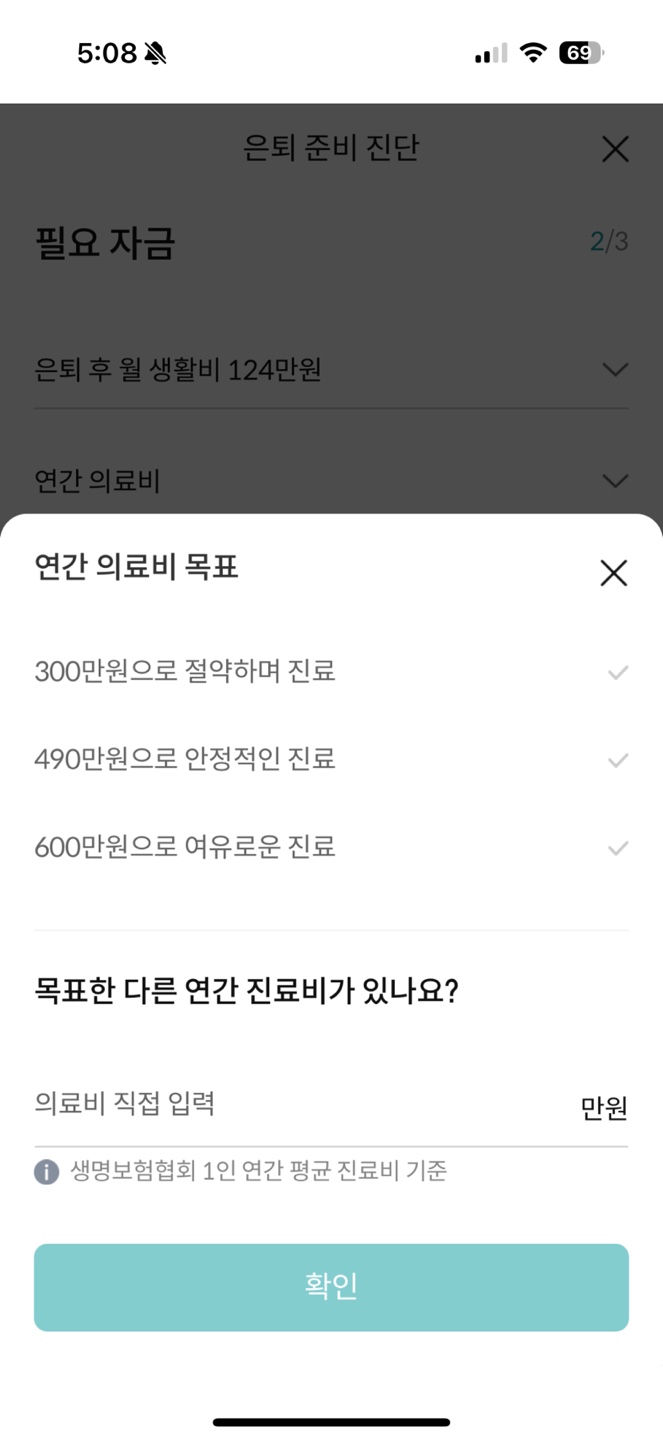 5:08
69
은퇴 준비 진단
필요 자금
2/3
은퇴 후 월 생활비 124만원
연간 의료비
연간 의료비 목표
300만원으로 절약하며 진료
490만원으로 안정적인 진료
600만원으로 여유로운 진료
목표한 다른 연간 진료비가 있나요?
의료비 직접 입력
만원
생명보험협회 1인 연간 평균 진료비 기준
확인